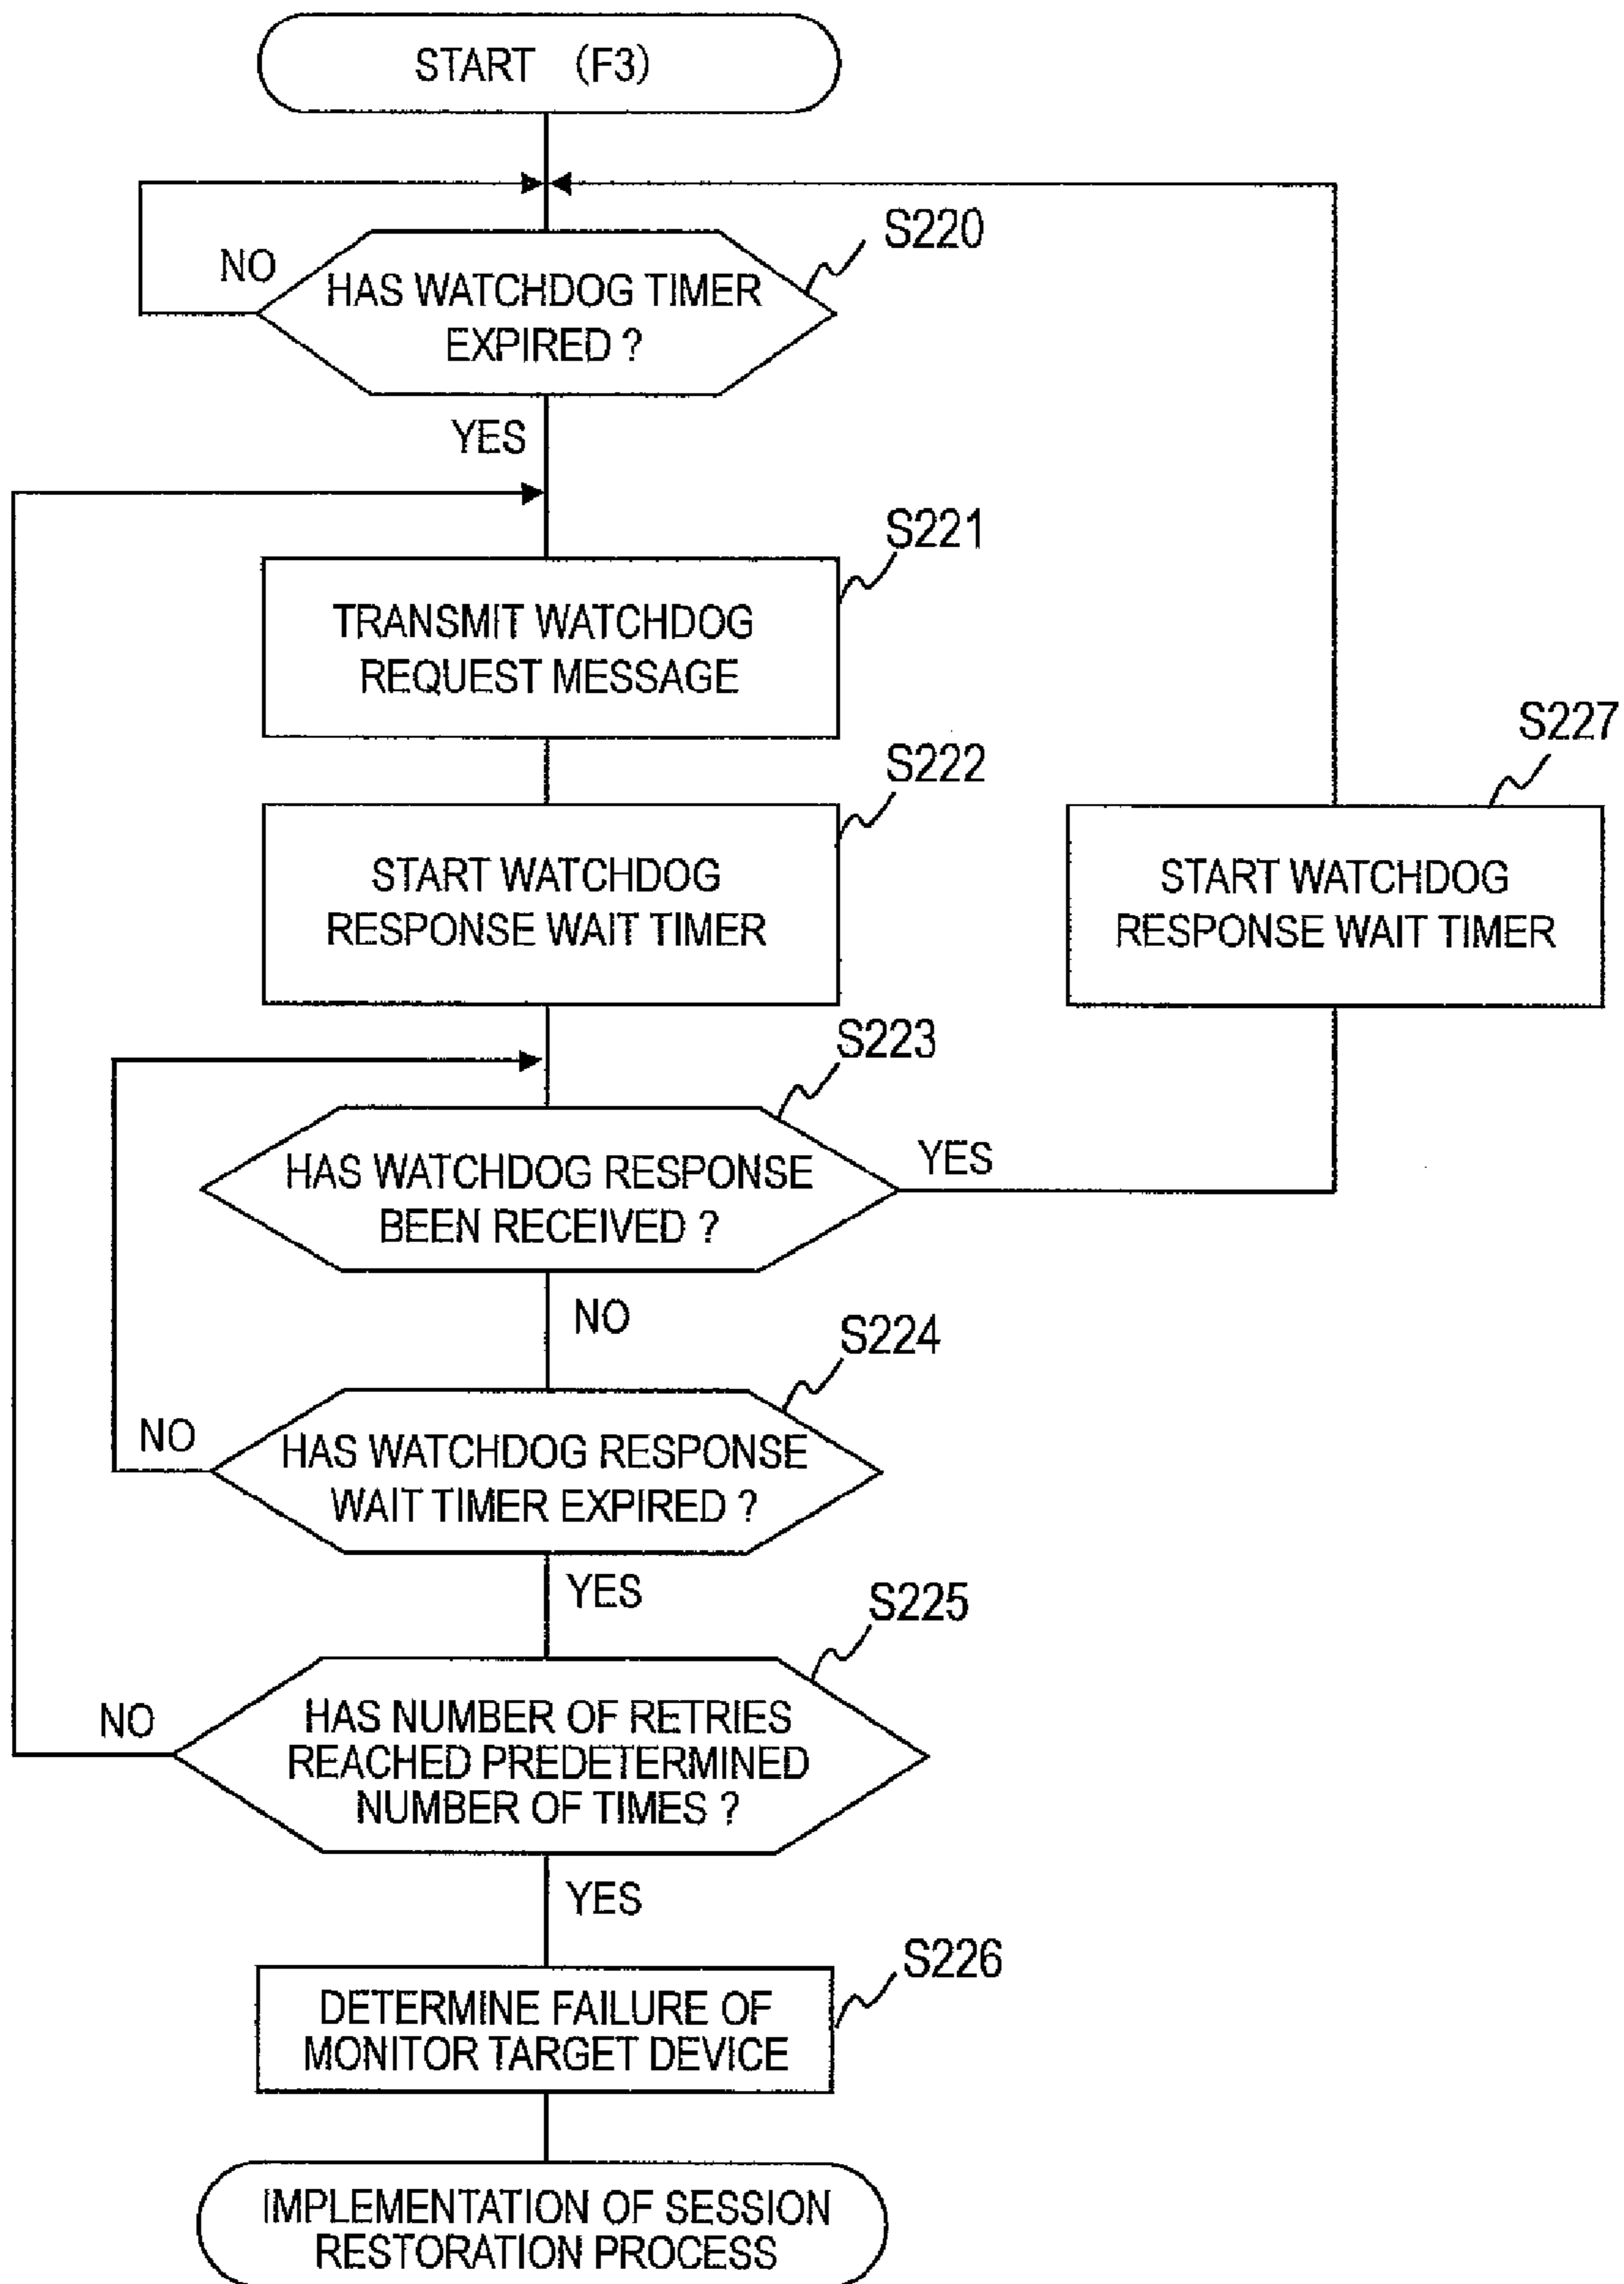 START (F3)
S220
NO
HAS WATCHDOG TIMER
EXPIRED ?
YES
S221
TRANSMIT WATCHDOG
REQUEST MESSAGE
S222
START WATCHDOG
RESPONSE WAIT TIMER
S227
START WATCHDOG
RESPONSE WAIT TIMER
S223
HAS WATCHDOG RESPONSE
BEEN RECEIVED ?
YES
NO
S224
NO
HAS WATCHDOG RESPONSE
WAIT TIMER EXPIRED ?
YES
S225
NO
HAS NUMBER OF RETRIES
REACHED PREDETERMINED
NUMBER OF TIMES ?
YES
S226
DETERMINE FAILURE OF
MONITOR TARGET DEVICE
IMPLEMENTATION OF SESSION
RESTORATION PROCESS